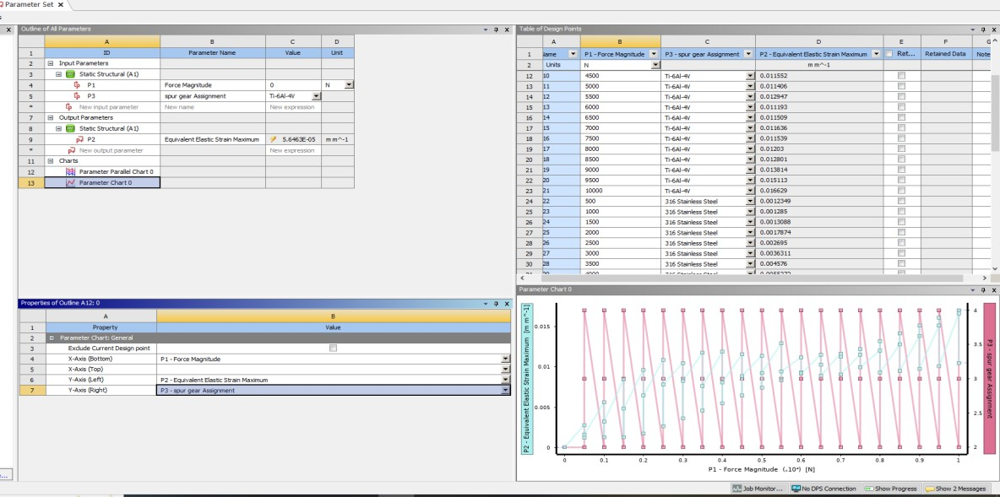 Parameter Set x
Outline of All Parameters
A B C D
1 ID Parameter Name Value Unit
2 Input Parameters
3 Static Structural (A1)
4 P1 Force Magnitude 0 N
5 P3 spur gear Assignment Ti-6Al-4V
* New input parameter New name New expression
7 Output Parameters
8 Static Structural (A1)
9 P2 Equivalent Elastic Strain Maximum 5.6463E-05 m m^-1
* New output parameter New expression
11 Charts
12 Parameter Parallel Chart 0
13 Parameter Chart 0
Properties of Outline A12: 0
A B
1 Property Value
2 Parameter Chart: General
3 Exclude Current Design point
4 X-Axis (Bottom) P1 - Force Magnitude
5 X-Axis (Top)
6 Y-Axis (Left) P2 - Equivalent Elastic Strain Maximum
7 Y-Axis (Right) P3 - spur gear Assignment
Table of Design Points
A B C D E F G
1 lame P1 - Force Magnitude P3 - spur gear Assignment P2 - Equivalent Elastic Strain Maximum Ret... Retained Data Note
2 Units N m m^-1
12 10 4500 Ti-6Al-4V 0.011552
13 11 5000 Ti-6Al-4V 0.011406
14 12 5500 Ti-6Al-4V 0.012947
15 13 6000 Ti-6Al-4V 0.011193
16 14 6500 Ti-6Al-4V 0.011509
17 15 7000 Ti-6Al-4V 0.011636
18 16 7500 Ti-6Al-4V 0.011539
19 17 8000 Ti-6Al-4V 0.01203
20 18 8500 Ti-6Al-4V 0.012801
21 19 9000 Ti-6Al-4V 0.013814
22 20 9500 Ti-6Al-4V 0.015113
23 21 10000 Ti-6Al-4V 0.016629
24 22 500 316 Stainless Steel 0.0012349
25 23 1000 316 Stainless Steel 0.001285
26 24 1500 316 Stainless Steel 0.0013088
27 25 2000 316 Stainless Steel 0.0017874
28 26 2500 316 Stainless Steel 0.002695
29 27 3000 316 Stainless Steel 0.0036311
30 28 3500 316 Stainless Steel 0.004576
Parameter Chart 0
P2 - Equivalent Elastic Strain Maximum [m m^-1]
0.015
0.01
0.005
0
4
3.5
3
2.5
2
P3 - spur gear Assignment
0 0.1 0.2 0.3 0.4 0.5 0.6 0.7 0.8 0.9 1
P1 - Force Magnitude (.10⁴) [N]
Job Monitor... No DPS Connection Show Progress Show 2 Messages